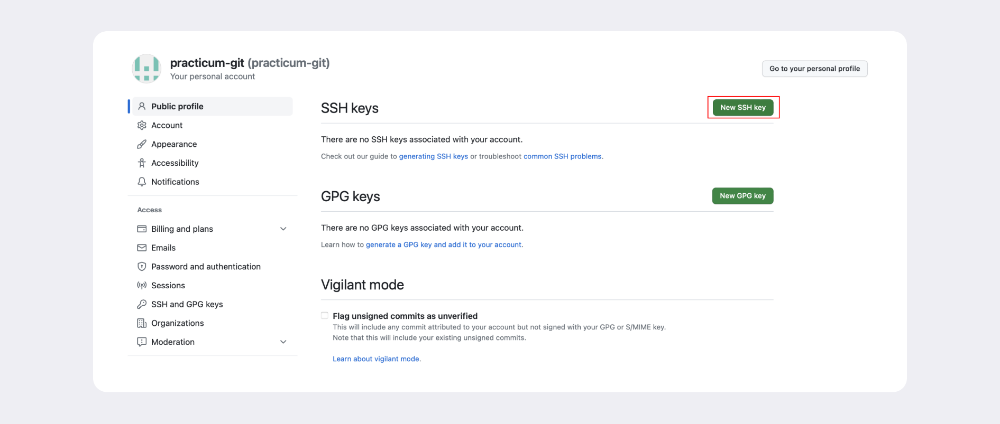 practicum-git (practicum-git)
Your personal account
Go to your personal profile
Public profile
Account
Appearance
Accessibility
Notifications
Access
Billing and plans
Emails
Password and authentication
Sessions
SSH and GPG keys
Organizations
Moderation
SSH keys
New SSH key
There are no SSH keys associated with your account.
Check out our guide to generating SSH keys or troubleshoot common SSH problems.
GPG keys
New GPG key
There are no GPG keys associated with your account.
Learn how to generate a GPG key and add it to your account.
Vigilant mode
Flag unsigned commits as unverified
This will include any commit attributed to your account but not signed with your GPG or S/MIME key.
Note that this will include your existing unsigned commits.
Learn about vigilant mode.